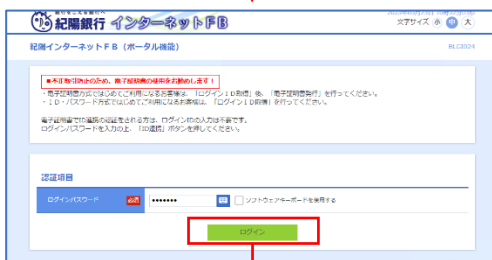 紀陽銀行 インターネットFB
文字サイズ 小 中 大
紀陽インターネットFB(ポータル機能)
BLC2024
■不正取引防止のため、電子証明書の使用をお勧めします!
・電子証明書方式ではじめてご利用になるお客様は、「ログインID取得」後、「電子証明書発行」を行ってください。
・ID・パスワード方式ではじめてご利用になるお客様は、「ログインID取得」を行ってください。
電子証明書でID連携の認証をされる方は、ログインIDの入力は不要です。
ログインパスワードを入力の上、「ID連携」ボタンを押してください。
認証項目
ログインパスワード 必須 ••••••• ソフトウェアキーボードを使用する
ログイン